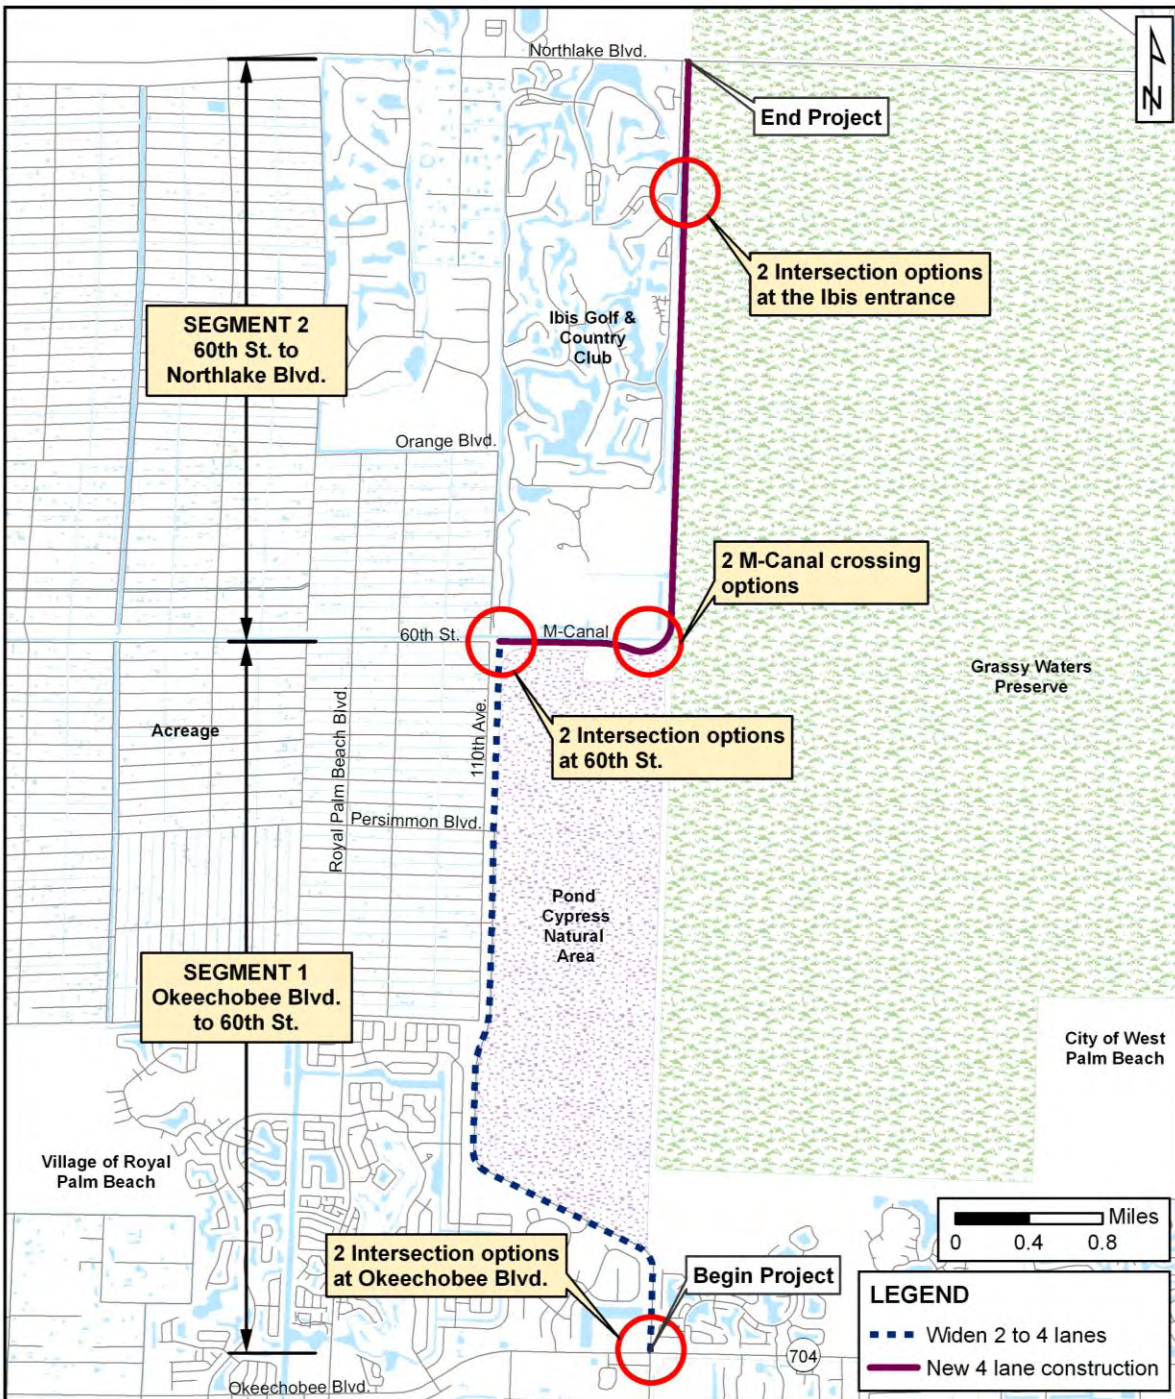 Northlake Blvd.
N
End Project
2 Intersection options
at the Ibis entrance
SEGMENT 2
60th St. to
Northlake Blvd.
Ibis Golf &
Country
Club
Orange Blvd.
2 M-Canal crossing
options
60th St.
M-Canal
Grassy Waters
Preserve
Acreage
Royal Palm Beach Blvd.
110th Ave.
2 Intersection options
at 60th St.
Persimmon Blvd.
Pond
Cypress
Natural
Area
SEGMENT 1
Okeechobee Blvd.
to 60th St.
City of West
Palm Beach
Village of Royal
Palm Beach
Miles
0 0.4 0.8
2 Intersection options
at Okeechobee Blvd.
Begin Project
LEGEND
Widen 2 to 4 lanes
New 4 lane construction
704
Okeechobee Blvd.